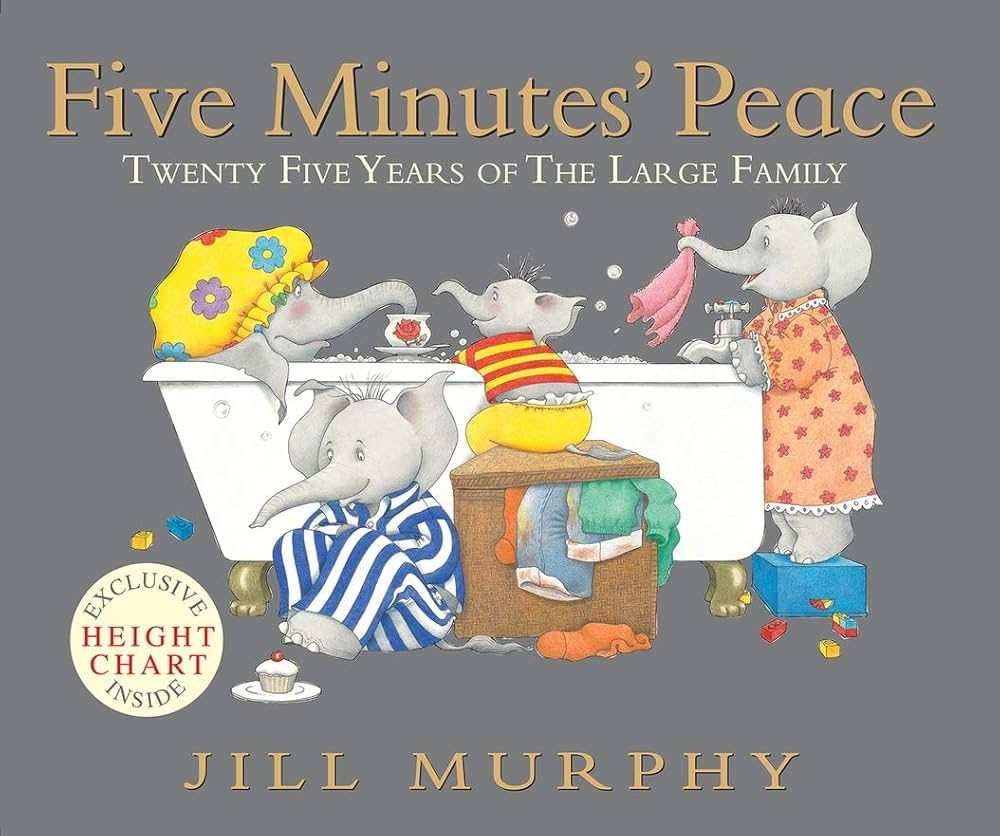 Five Minutes' Peace
Twenty Five Years of The Large Family
EXCLUSIVE
HEIGHT
CHART
INSIDE
JILL MURPHY